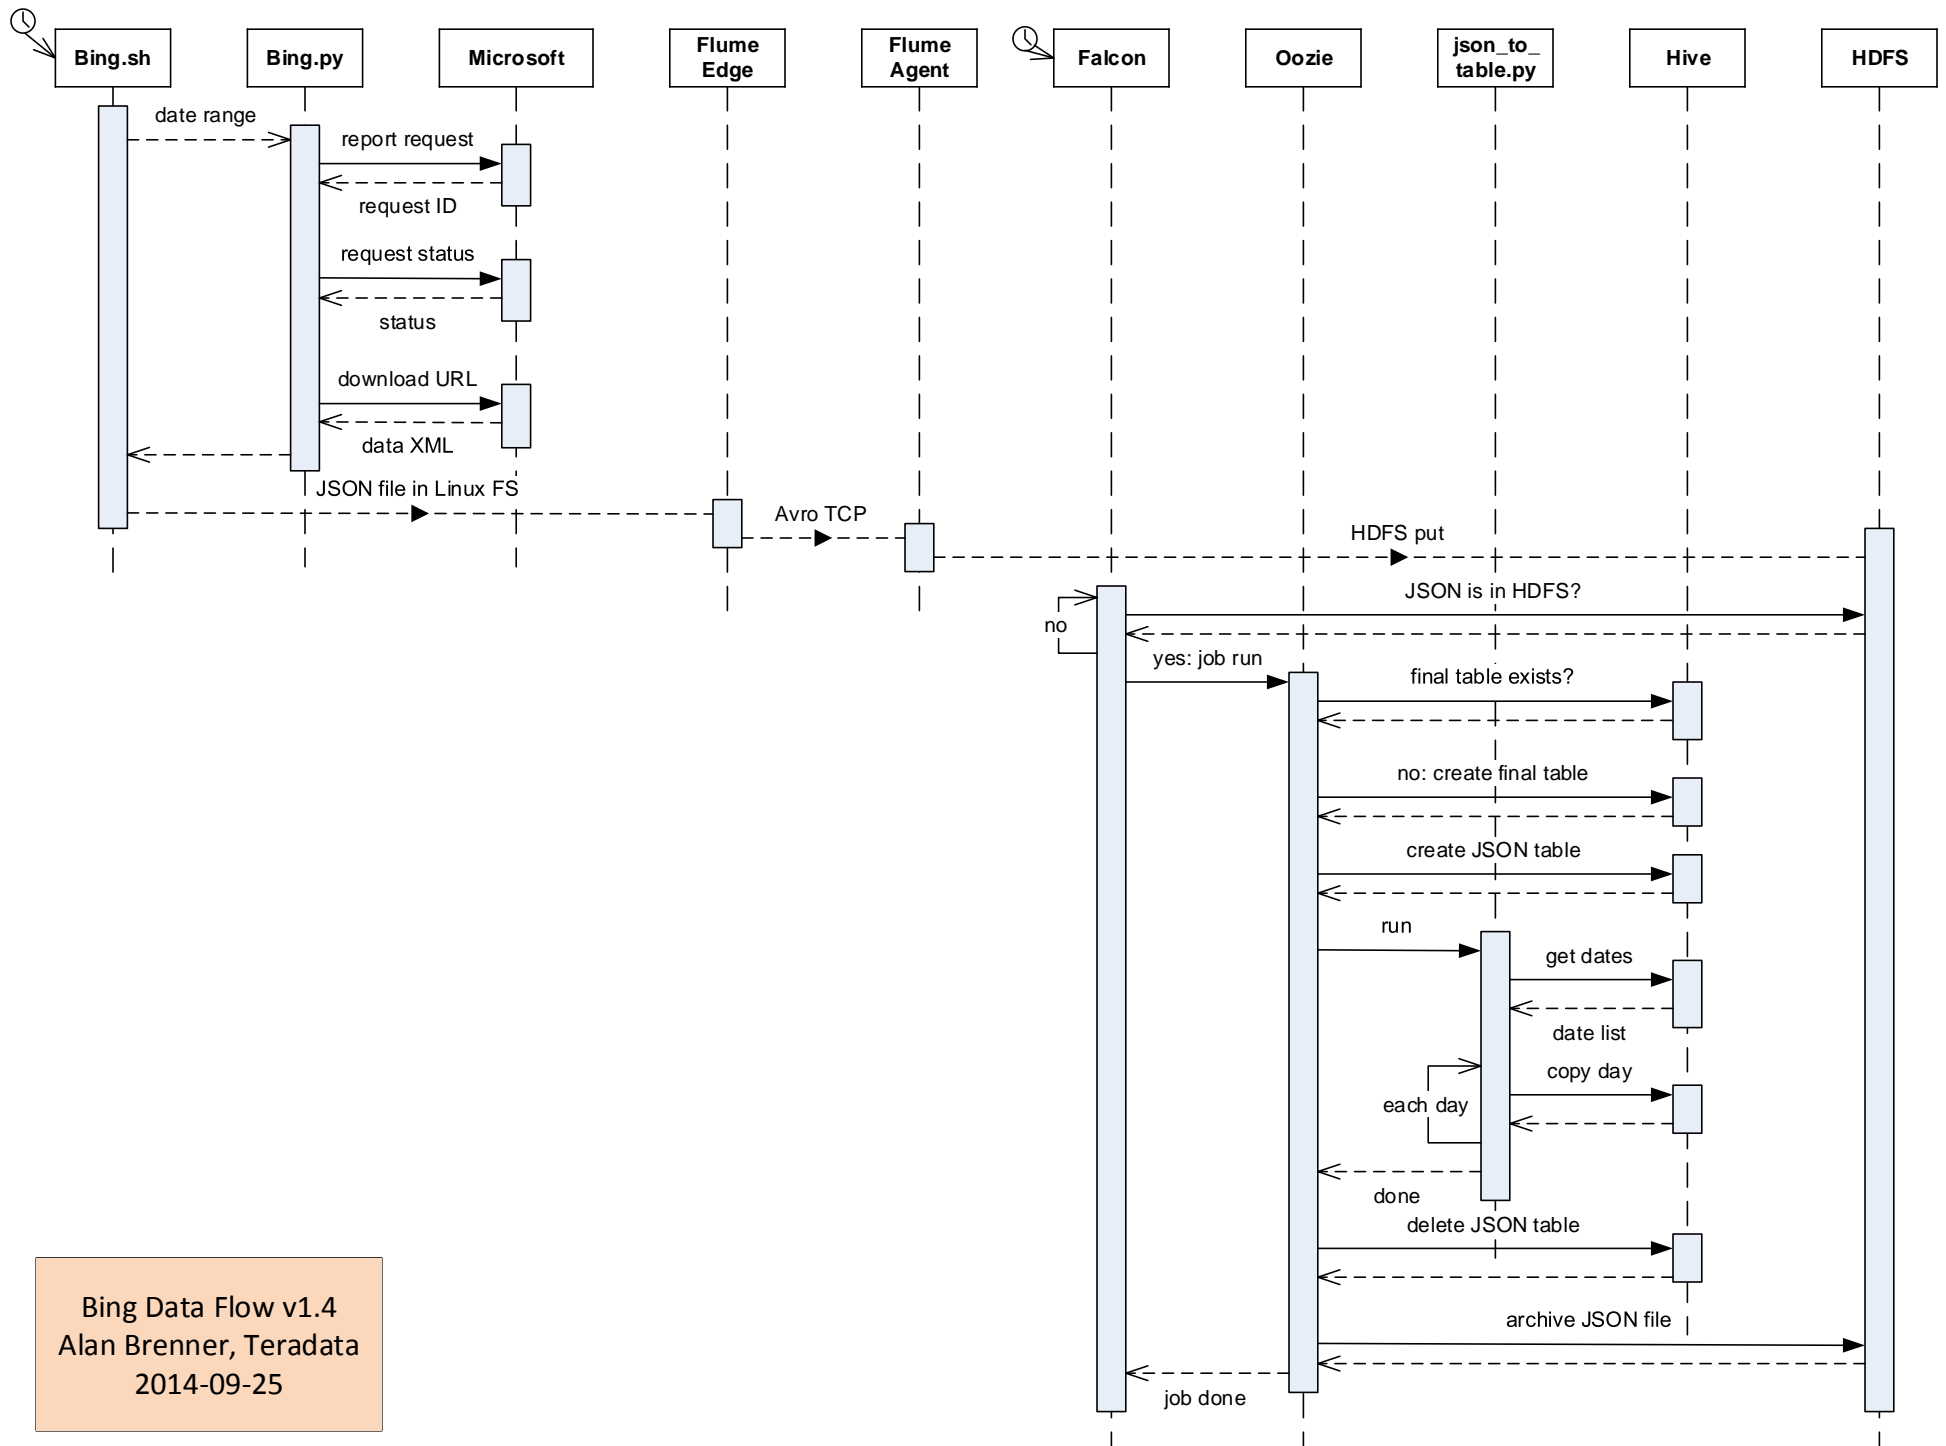 Bing.sh
Bing.py
Microsoft
Flume
Edge
Flume
Agent
Falcon
Oozie
json_to_
table.py
Hive
HDFS
date range
report request
request ID
request status
status
download URL
data XML
JSON file in Linux FS
Avro TCP
HDFS put
JSON is in HDFS?
no
yes: job run
final table exists?
no: create final table
create JSON table
run
get dates
date list
copy day
each day
done
delete JSON table
archive JSON file
job done
Bing Data Flow v1.4
Alan Brenner, Teradata
2014-09-25